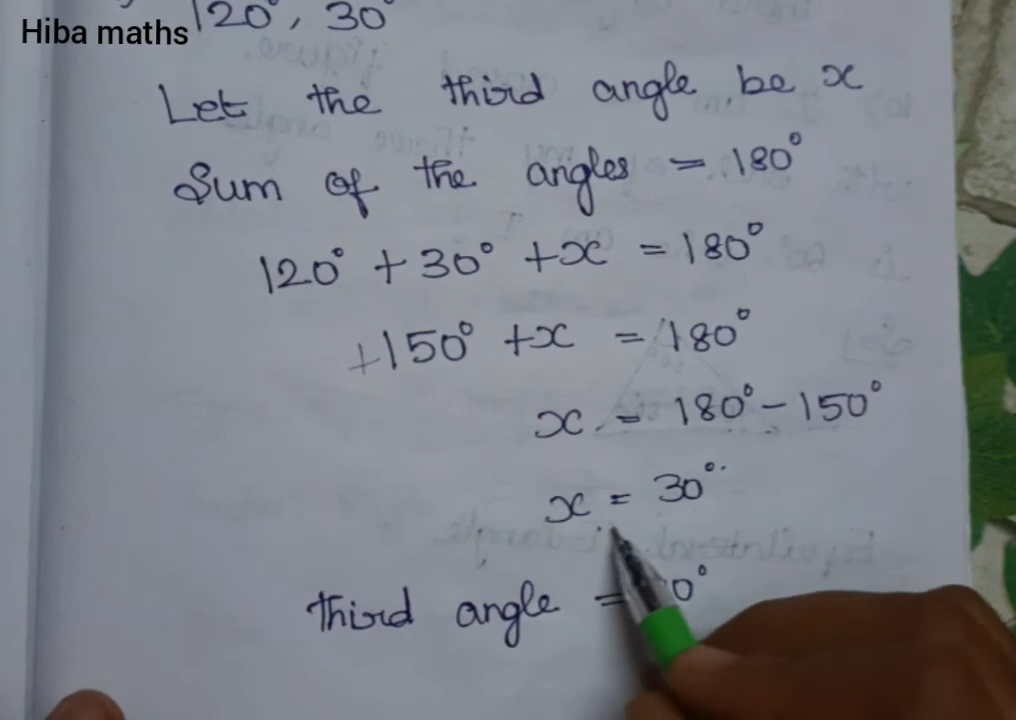 Hiba maths
120°, 30°
Let the third angle be x
Sum of the angles = 180°
120° + 30° + x = 180°
+150° + x = 180°
x = 180° - 150°
x = 30°
third angle = 0°